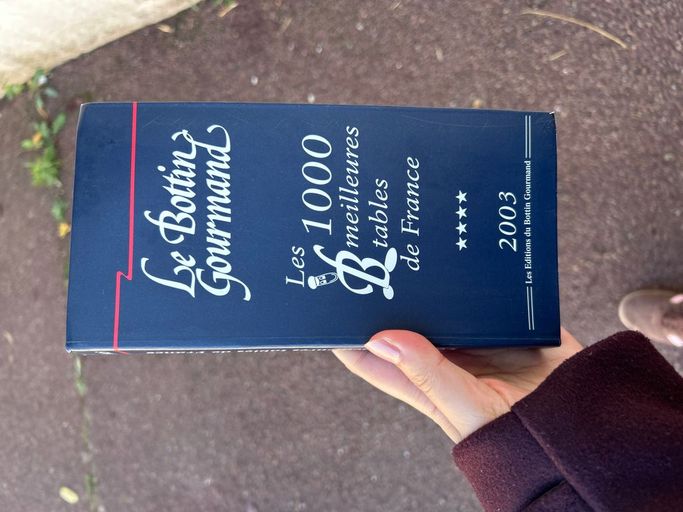 Le Bottin
Gourmand
Les 1000
meilleures
tables
de France
2003
Les Editions du Bottin Gourmand